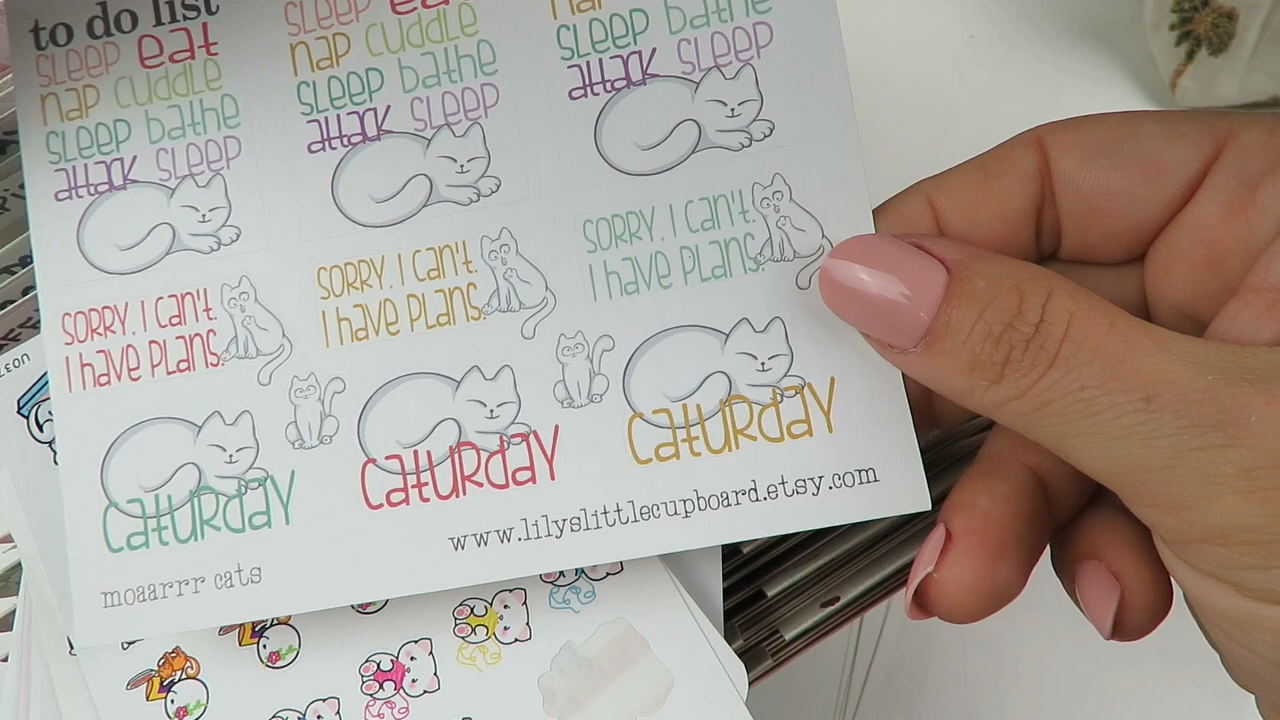 to do list
SLEEP eat
nap cuddle
SLEEP bathe
attack SLEEP
SLEEP eat
nap cuddle
SLEEP bathe
attack SLEEP
nap
SLEEP bathe
attack SLEEP
SORRY. I can't.
I have PLANS.
SORRY. I can't.
I have PLANS.
SORRY. I can't.
I have PLANS.
caturday
caturday
caturday
www.lilyslittlecupboard.etsy.com
moaarrr cats